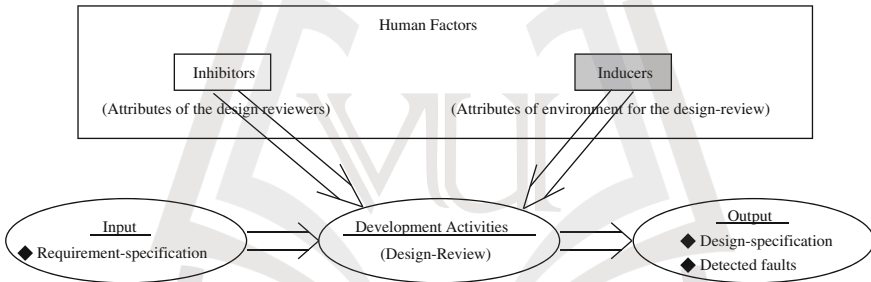 Human Factors
Inhibitors
Inducers
(Attributes of the design reviewers)
(Attributes of environment for the design-review)
Input
Requirement-specification
Development Activities
(Design-Review)
Output
Design-specification
Detected faults
VU